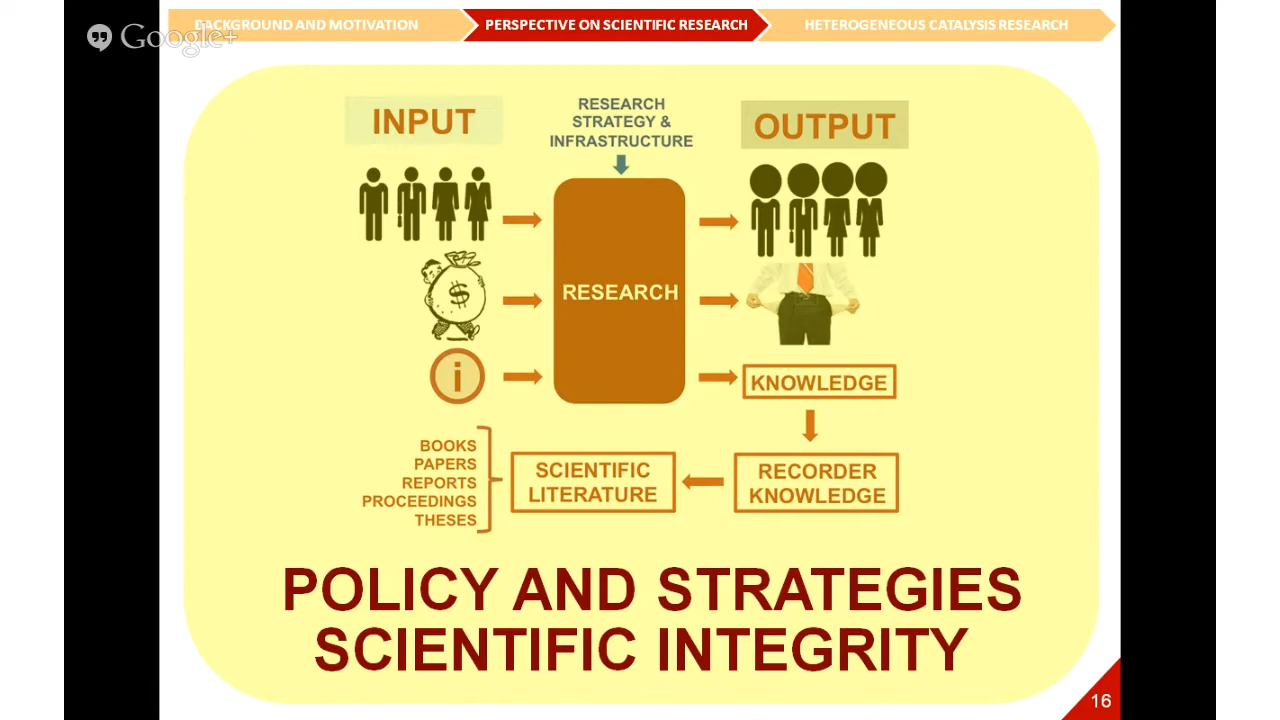 BACKGROUND AND MOTIVATION
PERSPECTIVE ON SCIENTIFIC RESEARCH
HETEROGENEOUS CATALYSIS RESEARCH
Google+
INPUT
RESEARCH
STRATEGY &
INFRASTRUCTURE
OUTPUT
$
RESEARCH
i
KNOWLEDGE
BOOKS
PAPERS
REPORTS
PROCEEDINGS
THESES
SCIENTIFIC
LITERATURE
RECORDER
KNOWLEDGE
POLICY AND STRATEGIES
SCIENTIFIC INTEGRITY
16